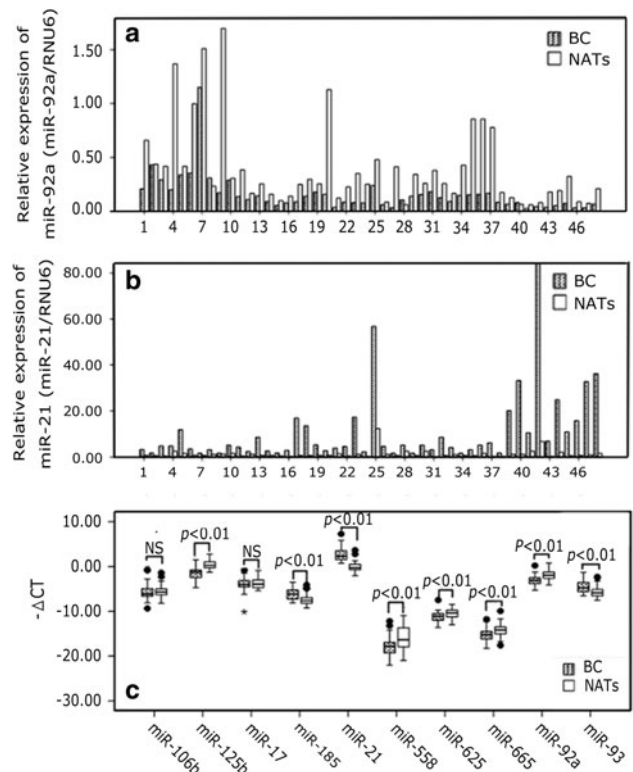 a
Relative expression of
miR-92a (miR-92a/RNU6)
1.50
1.00
0.50
0.00
BC
NATs
1 4 7 10 13 16 19 22 25 28 31 34 37 40 43 46
b
Relative expression of
miR-21 (miR-21/RNU6)
80.00
60.00
40.00
20.00
0.00
BC
NATs
1 4 7 10 13 16 19 22 25 28 31 34 37 40 43 46
c
-ΔCT
10.00
0.00
-10.00
-20.00
-30.00
NS
p<0.01
NS
p<0.01
p<0.01
p<0.01
p<0.01
p<0.01
p<0.01
p<0.01
BC
NATs
miR-106b
miR-125b
miR-17
miR-185
miR-21
miR-558
miR-625
miR-665
miR-92a
miR-93